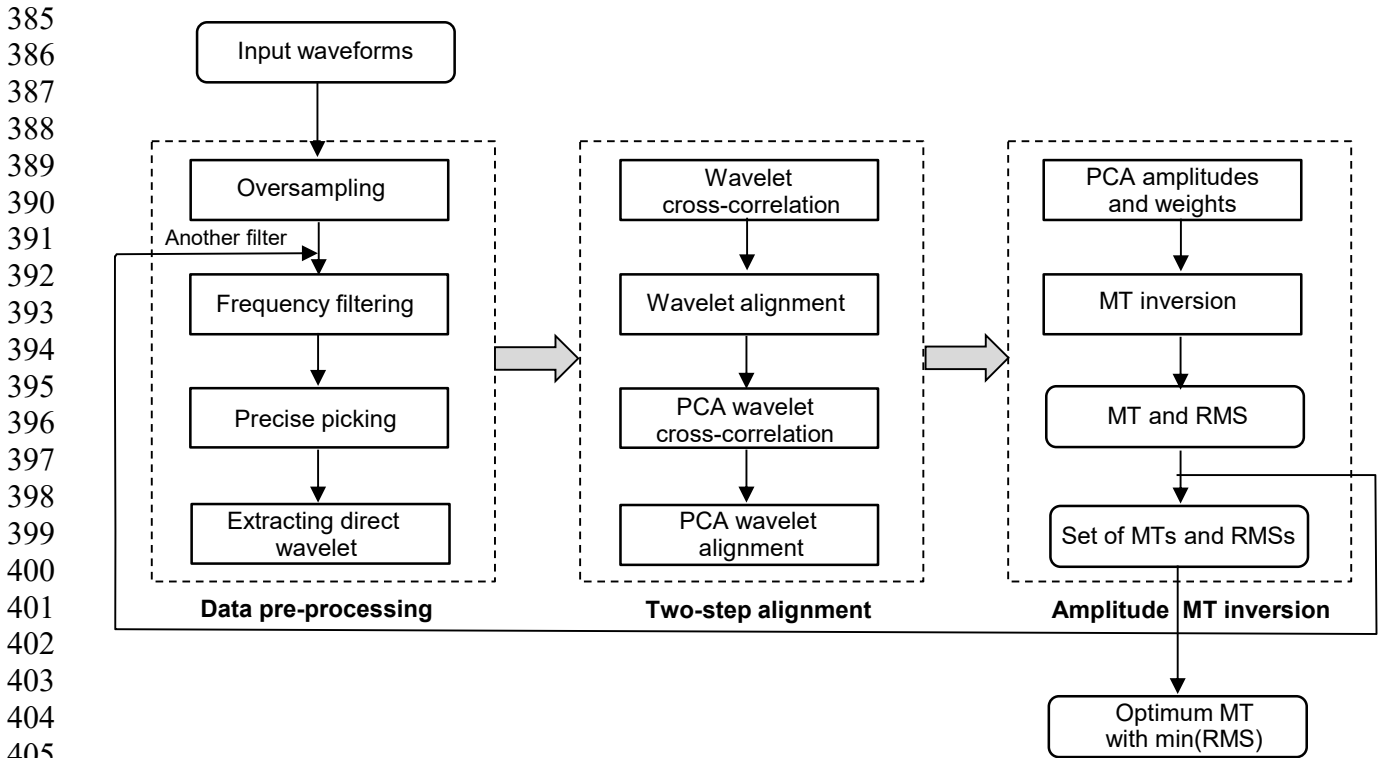 385
386
387
388
389
390
391
392
393
394
395
396
397
398
399
400
401
402
403
404
405
Input waveforms
Oversampling
Another filter
Frequency filtering
Precise picking
Extracting direct
wavelet
Data pre-processing
Wavelet
cross-correlation
Wavelet alignment
PCA wavelet
cross-correlation
PCA wavelet
alignment
Two-step alignment
PCA amplitudes
and weights
MT inversion
MT and RMS
Set of MTs and RMSs
Amplitude MT inversion
Optimum MT
with min(RMS)